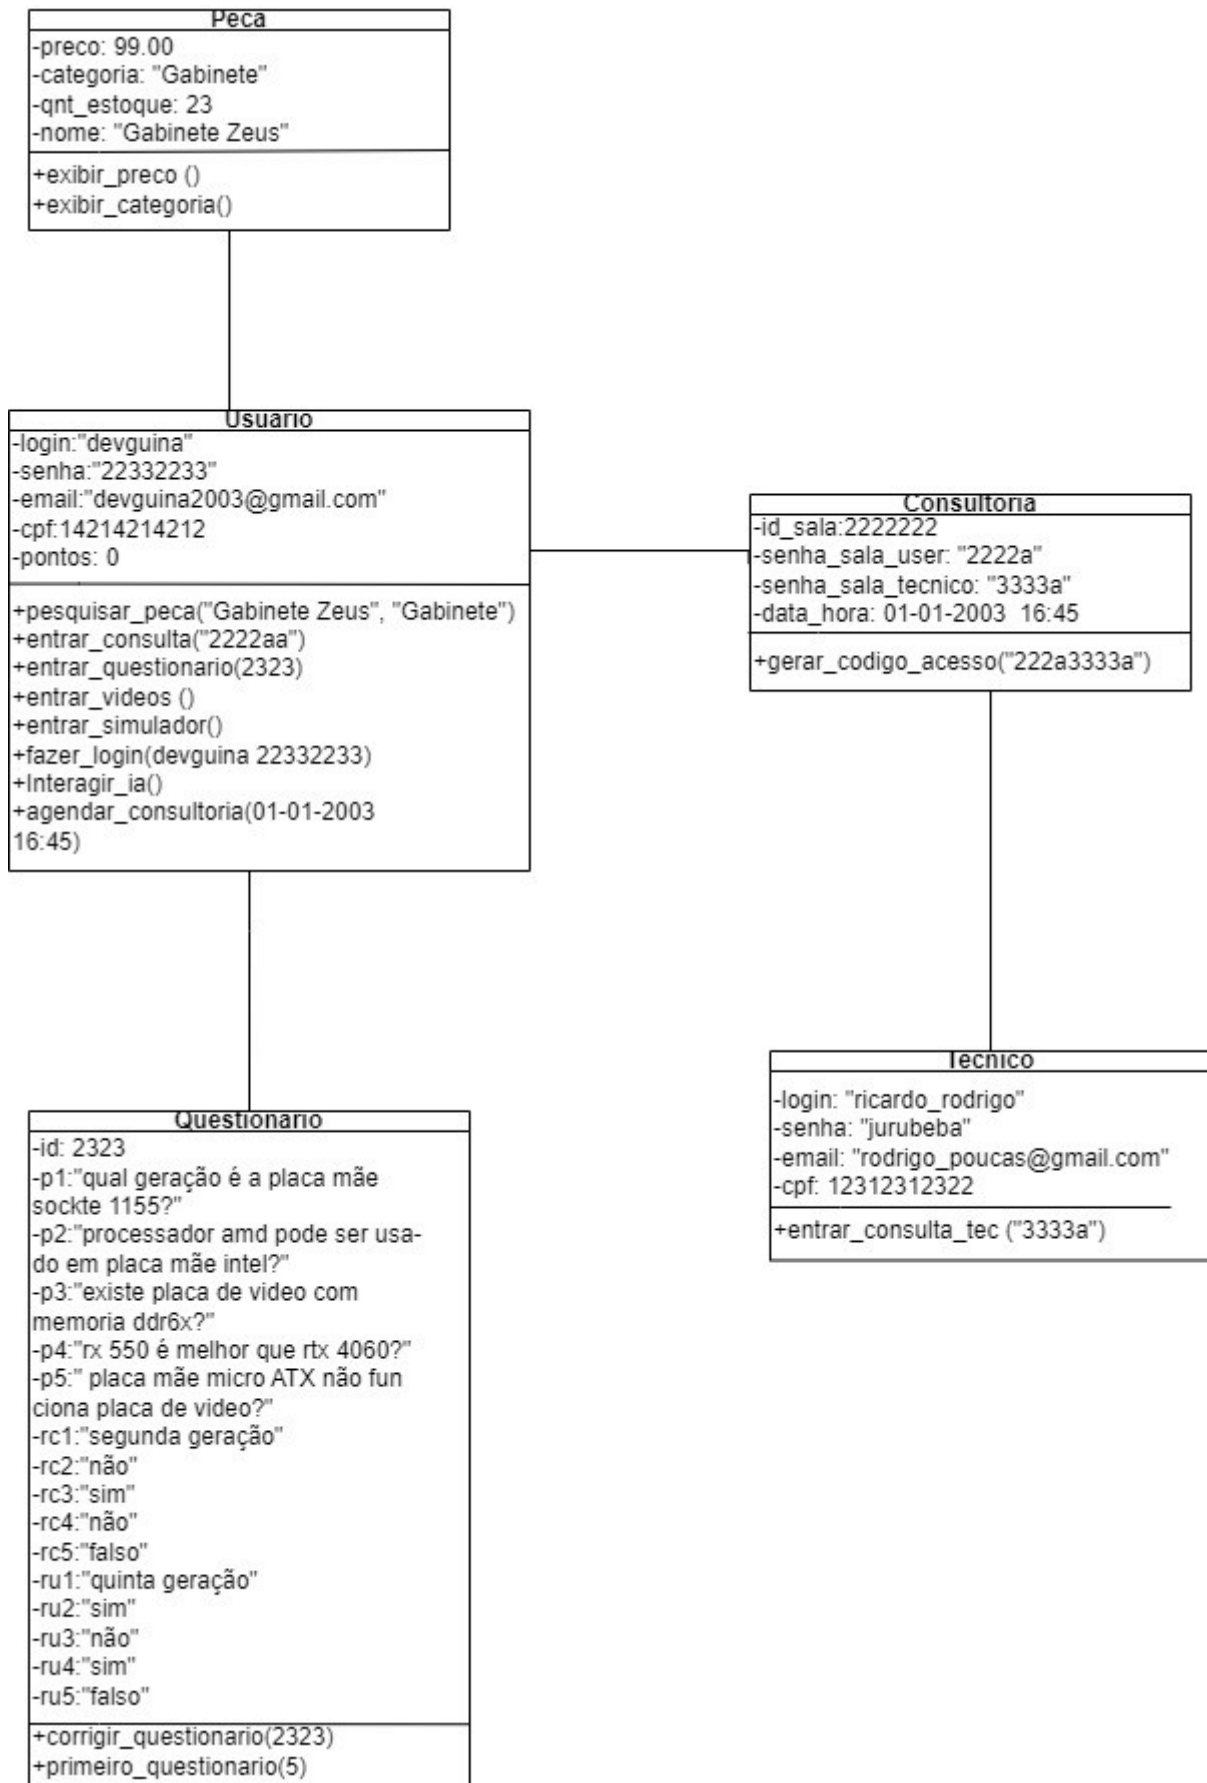 Peca
-preco: 99.00
-categoria: "Gabinete"
-qnt_estoque: 23
-nome: "Gabinete Zeus"
+exibir_preco ()
+exibir_categoria()
Usuario
-login:"devguina"
-senha:"22332233"
-email:"devguina2003@gmail.com"
-cpf:14214214212
-pontos: 0
+pesquisar_peca("Gabinete Zeus", "Gabinete")
+entrar_consulta("2222aa")
+entrar_questionario(2323)
+entrar_videos ()
+entrar_simulador()
+fazer_login(devguina 22332233)
+Interagir_ia()
+agendar_consultoria(01-01-2003
16:45)
Consultoria
-id_sala:2222222
-senha_sala_user: "2222a"
-senha_sala_tecnico: "3333a"
-data_hora: 01-01-2003  16:45
+gerar_codigo_acesso("222a3333a")
Tecnico
-login: "ricardo_rodrigo"
-senha: "jurubeba"
-email: "rodrigo_poucas@gmail.com"
-cpf: 12312312322
+entrar_consulta_tec ("3333a")
Questionario
-id: 2323
-p1:"qual geração é a placa mãe
sockte 1155?"
-p2:"processador amd pode ser usa-
do em placa mãe intel?"
-p3:"existe placa de video com
memoria ddr6x?"
-p4:"rx 550 é melhor que rtx 4060?"
-p5:" placa mãe micro ATX não fun
ciona placa de video?"
-rc1:"segunda geração"
-rc2:"não"
-rc3:"sim"
-rc4:"não"
-rc5:"falso"
-ru1:"quinta geração"
-ru2:"sim"
-ru3:"não"
-ru4:"sim"
-ru5:"falso"
+corrigir_questionario(2323)
+primeiro_questionario(5)